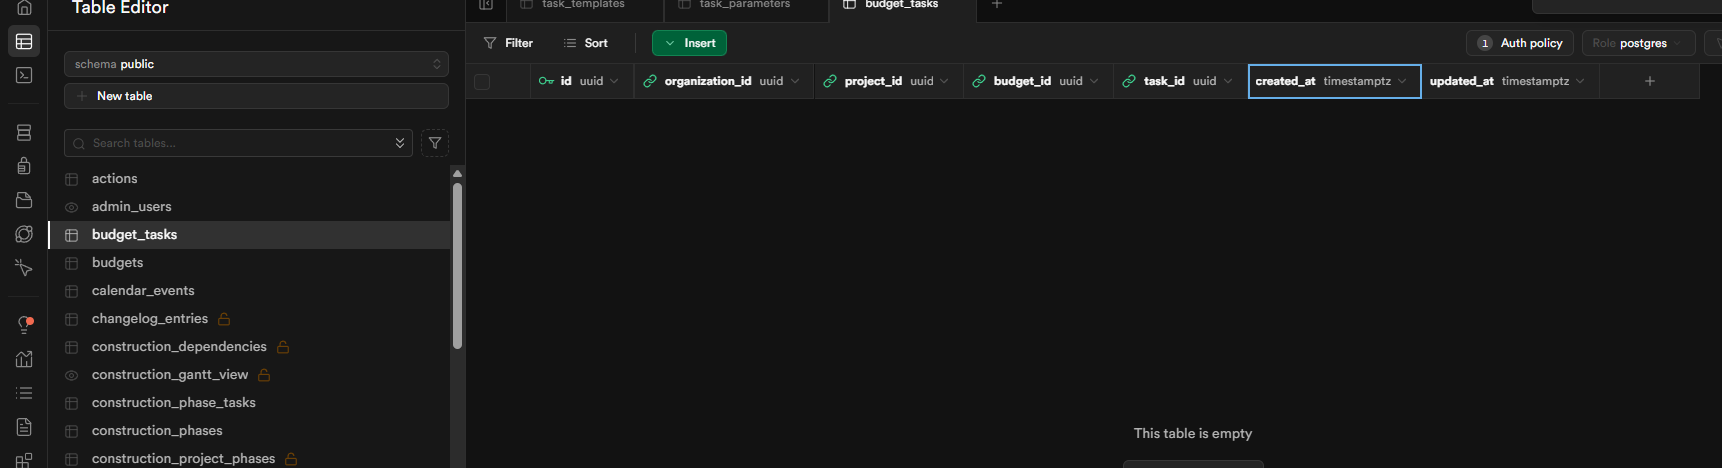 Table Editor
task_templates
task_parameters
budget_tasks
schema public
New table
Search tables...
actions
admin_users
budget_tasks
budgets
calendar_events
changelog_entries
construction_dependencies
construction_gantt_view
construction_phase_tasks
construction_phases
construction_project_phases
Filter
Sort
Insert
1 Auth policy
Role postgres
id uuid
organization_id uuid
project_id uuid
budget_id uuid
task_id uuid
created_at timestamptz
updated_at timestamptz
This table is empty